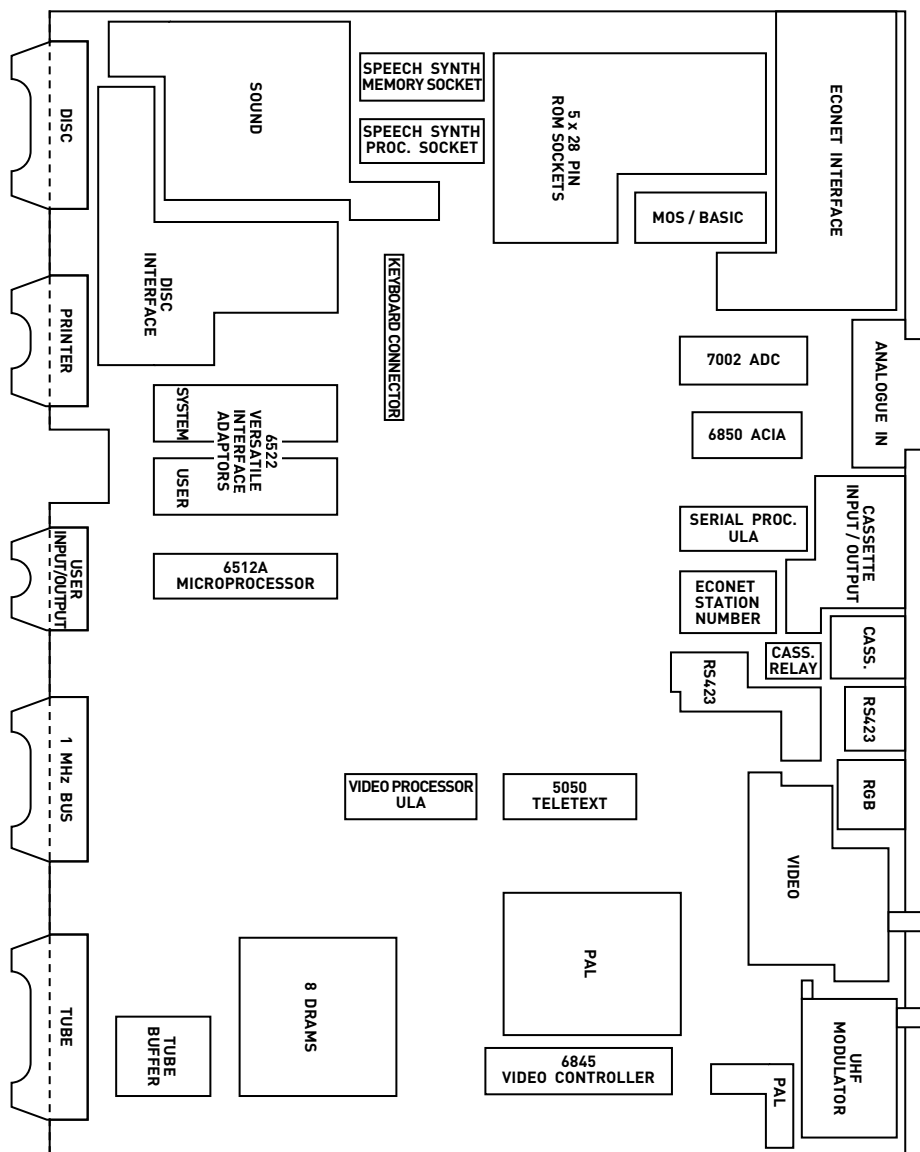 DISC
SOUND
SPEECH SYNTH
MEMORY SOCKET
SPEECH SYNTH
PROC. SOCKET
5 x 28 PIN
ROM SOCKETS
MOS / BASIC
ECONET INTERFACE
DISC
INTERFACE
KEYBOARD CONNECTOR
PRINTER
7002 ADC
ANALOGUE IN
6850 ACIA
SYSTEM
6522
VERSATILE
INTERFACE
ADAPTORS
USER
SERIAL PROC.
ULA
CASSETTE
INPUT / OUTPUT
USER
INPUT/OUTPUT
6512A
MICROPROCESSOR
ECONET
STATION
NUMBER
CASS.
RELAY
CASS.
RS423
RS423
1 MHz BUS
VIDEO PROCESSOR
ULA
5050
TELETEXT
RGB
VIDEO
PAL
8 DRAMS
TUBE
TUBE
BUFFER
6845
VIDEO CONTROLLER
PAL
UHF
MODULATOR